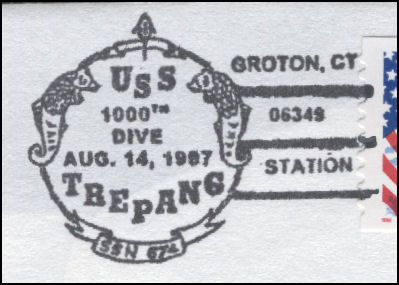 USS
1000TH
DIVE
AUG. 14, 1987
TREPANG
SSN 674
GROTON, CT
06349
STATION